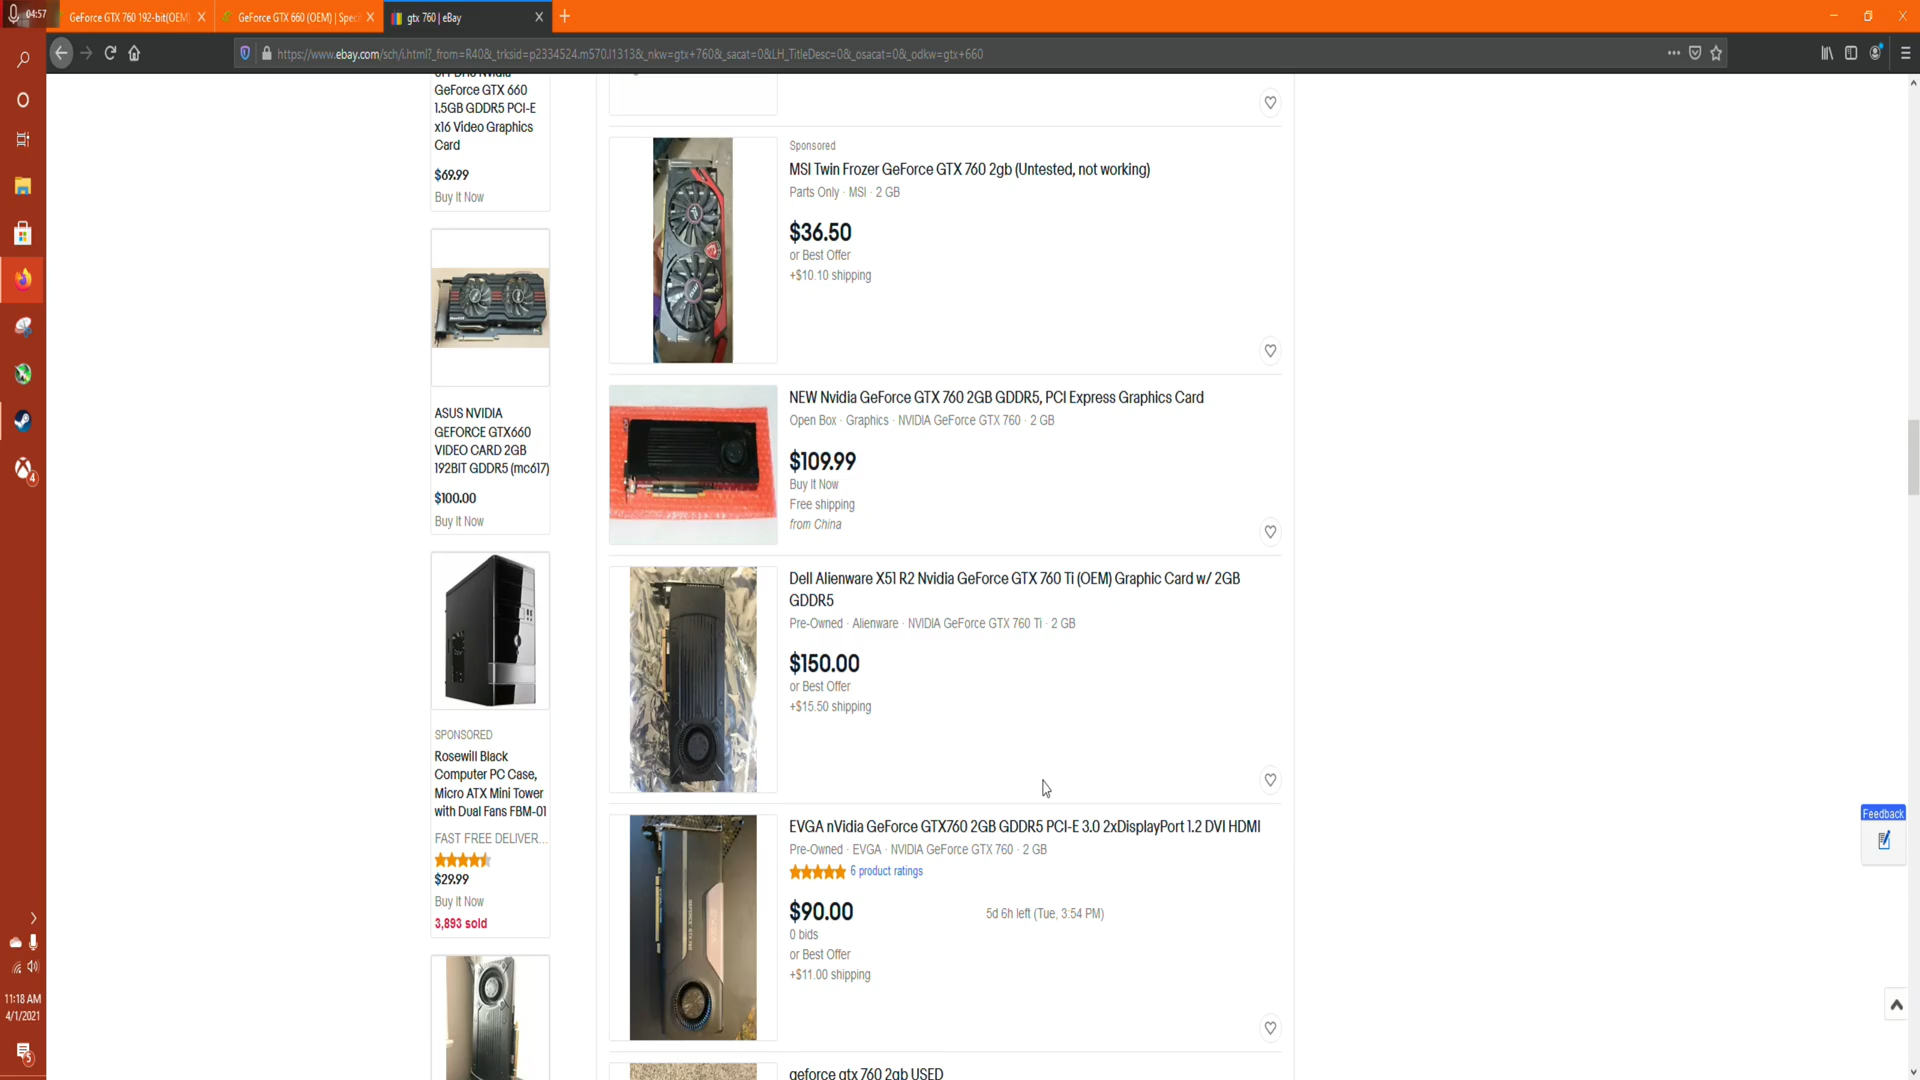 04:57
GeForce GTX 760 192-bit(OEM)
GeForce GTX 660 (OEM) | Speci
gtx 760 | eBay
https://www.ebay.com/sch/i.html?_from=R40&_trksid=p2334524.m570.l1313&_nkw=gtx+760&_sacat=0&LH_TitleDesc=0&_osacat=0&_odkw=gtx+660
GeForce GTX 660
1.5GB GDDR5 PCI-E
x16 Video Graphics
Card
$69.99
Buy It Now
ASUS NVIDIA
GEFORCE GTX660
VIDEO CARD 2GB
192BIT GDDR5 (mc617)
$100.00
Buy It Now
SPONSORED
Rosewill Black
Computer PC Case,
Micro ATX Mini Tower
with Dual Fans FBM-01
FAST FREE DELIVER...
$29.99
Buy It Now
3,893 sold
Sponsored
MSI Twin Frozer GeForce GTX 760 2gb (Untested, not working)
Parts Only · MSI · 2 GB
$36.50
or Best Offer
+$10.10 shipping
NEW Nvidia GeForce GTX 760 2GB GDDR5, PCI Express Graphics Card
Open Box · Graphics · NVIDIA GeForce GTX 760 · 2 GB
$109.99
Buy It Now
Free shipping
from China
Dell Alienware X51 R2 Nvidia GeForce GTX 760 Ti (OEM) Graphic Card w/ 2GB
GDDR5
Pre-Owned · Alienware · NVIDIA GeForce GTX 760 Ti · 2 GB
$150.00
or Best Offer
+$15.50 shipping
EVGA nVidia GeForce GTX760 2GB GDDR5 PCI-E 3.0 2xDisplayPort 1.2 DVI HDMI
Pre-Owned · EVGA · NVIDIA GeForce GTX 760 · 2 GB
6 product ratings
$90.00
5d 6h left (Tue, 3:54 PM)
0 bids
or Best Offer
+$11.00 shipping
geforce gtx 760 2gb USED
Feedback
4
11:18 AM
4/1/2021
5